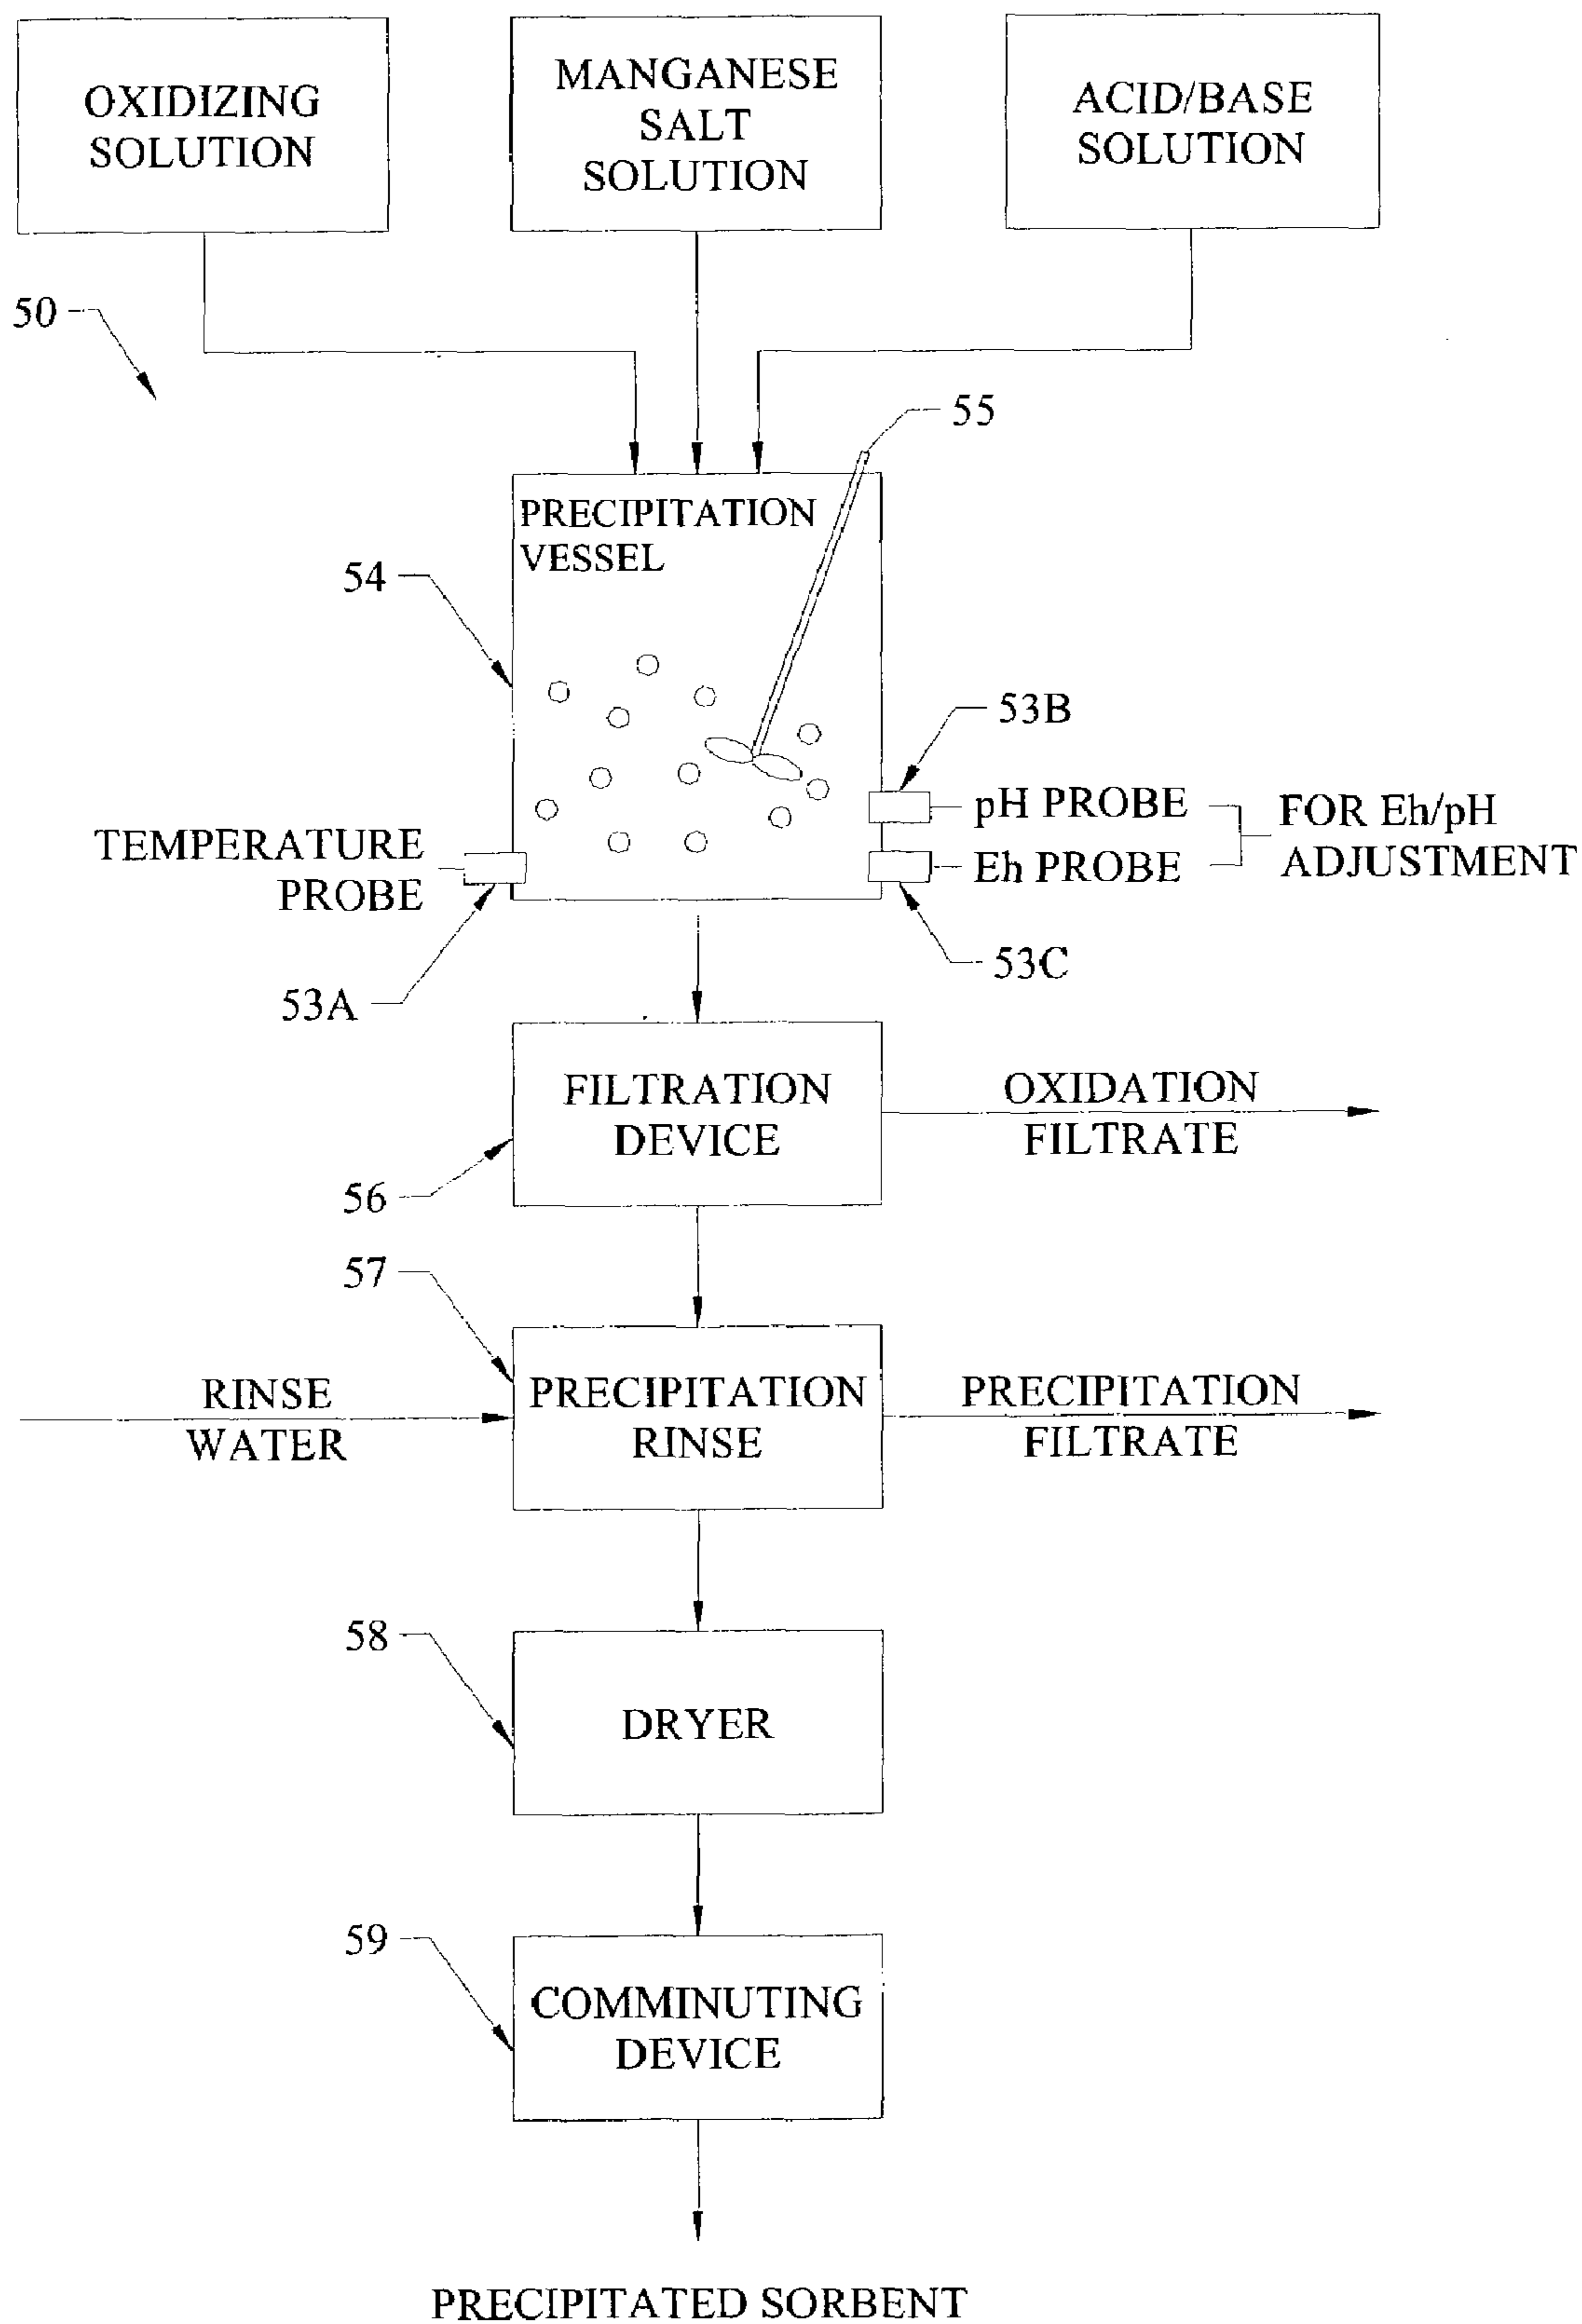 OXIDIZING
SOLUTION
MANGANESE
SALT
SOLUTION
ACID/BASE
SOLUTION
50
55
PRECIPITATION
VESSEL
54
53B
pH PROBE
FOR Eh/pH
ADJUSTMENT
TEMPERATURE
PROBE
Eh PROBE
53C
53A
FILTRATION
DEVICE
OXIDATION
FILTRATE
56
57
RINSE
WATER
PRECIPITATION
RINSE
PRECIPITATION
FILTRATE
58
DRYER
59
COMMINUTING
DEVICE
PRECIPITATED SORBENT